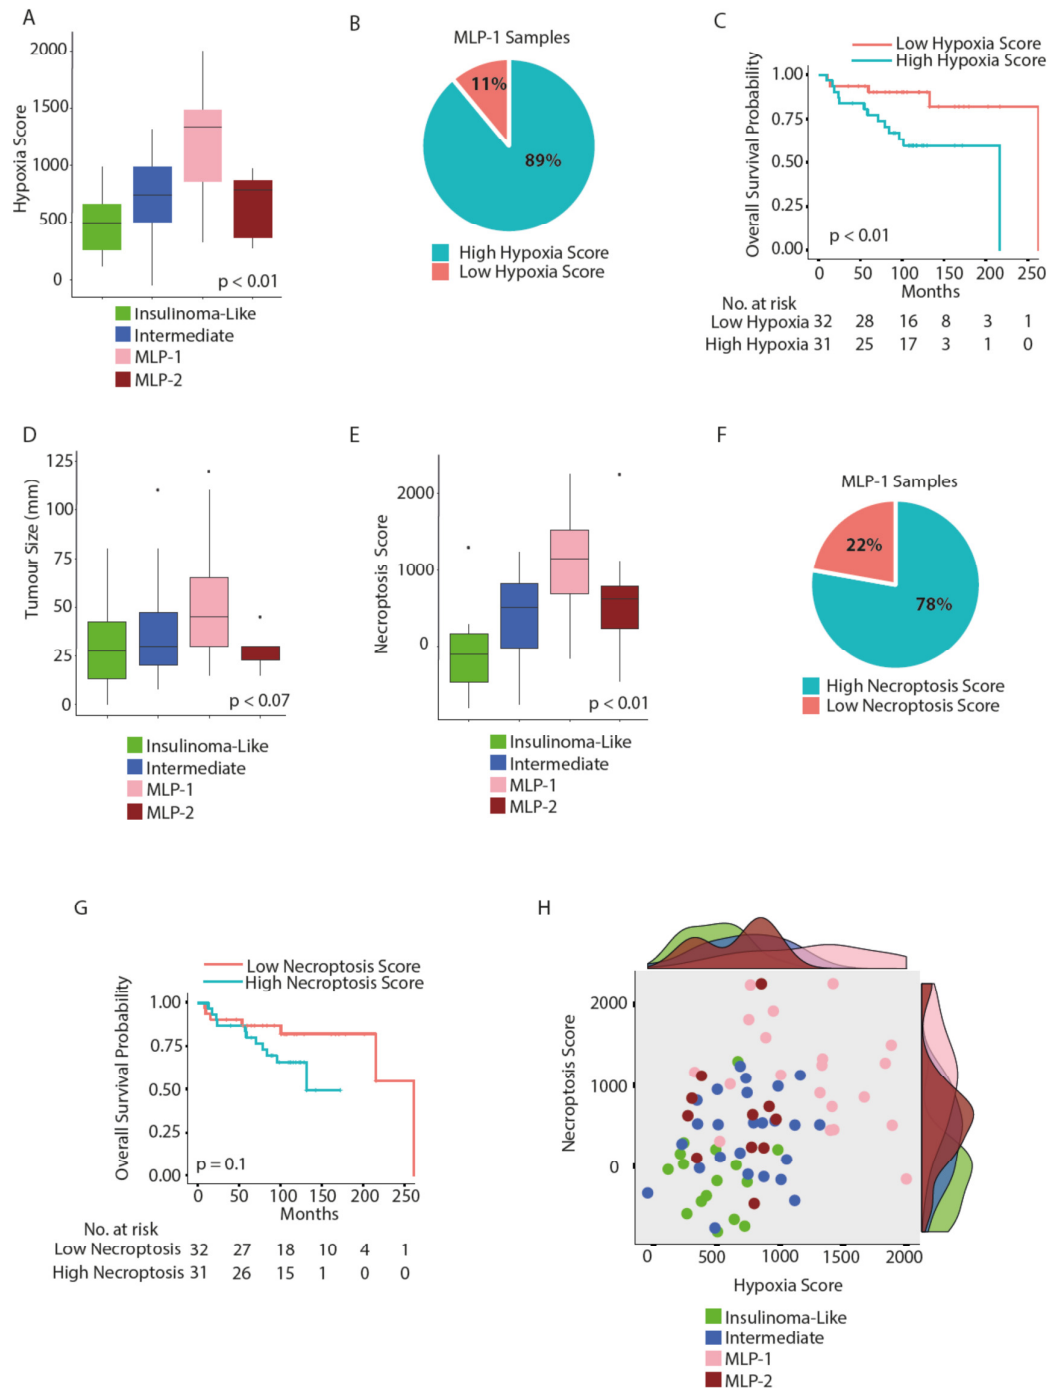 A
Hypoxia Score
2000
1500
1000
500
0
p < 0.01
Insulinoma-Like
Intermediate
MLP-1
MLP-2
B
MLP-1 Samples
11%
89%
High Hypoxia Score
Low Hypoxia Score
C
Low Hypoxia Score
High Hypoxia Score
Overall Survival Probability
1.00
0.75
0.50
0.25
0.00
p < 0.01
0 50 100 150 200 250
Months
No. at risk
Low Hypoxia 32 28 16 8 3 1
High Hypoxia 31 25 17 3 1 0
D
Tumour Size (mm)
125
100
75
50
25
0
p < 0.07
Insulinoma-Like
Intermediate
MLP-1
MLP-2
E
Necroptosis Score
2000
1000
0
p < 0.01
Insulinoma-Like
Intermediate
MLP-1
MLP-2
F
MLP-1 Samples
22%
78%
High Necroptosis Score
Low Necroptosis Score
G
Low Necroptosis Score
High Necroptosis Score
Overall Survival Probability
1.00
0.75
0.50
0.25
0.00
p = 0.1
0 50 100 150 200 250
Months
No. at risk
Low Necroptosis 32 27 18 10 4 1
High Necroptosis 31 26 15 1 0 0
H
Necroptosis Score
2000
1000
0
0 500 1000 1500 2000
Hypoxia Score
Insulinoma-Like
Intermediate
MLP-1
MLP-2